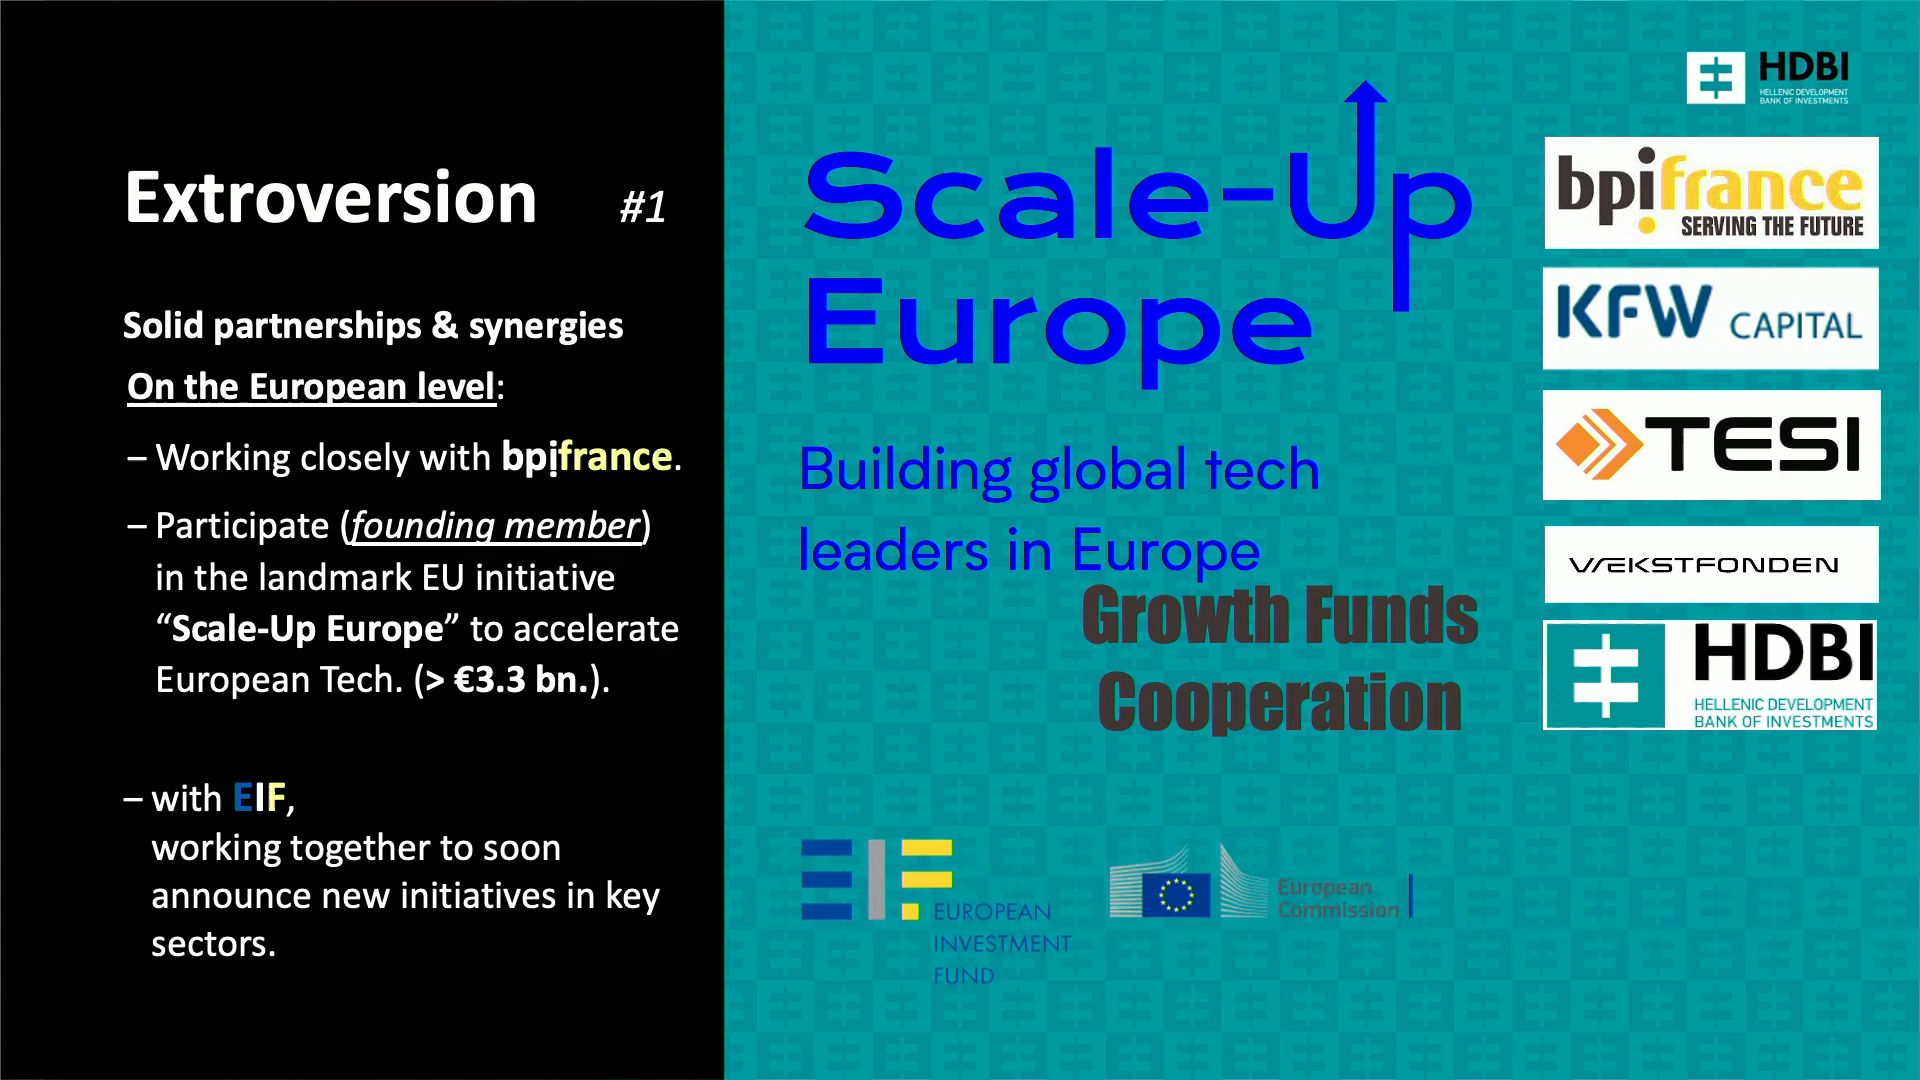 Extroversion #1
Solid partnerships & synergies
On the European level:
– Working closely with bpifrance.
– Participate (founding member)
in the landmark EU initiative
“Scale-Up Europe” to accelerate
European Tech. (> €3.3 bn.).
– with EIF,
working together to soon
announce new initiatives in key
sectors.
Scale-Up
Europe
Building global tech
leaders in Europe
Growth Funds
Cooperation
EIF
EUROPEAN
INVESTMENT
FUND
European
Commission
HDBI
HELLENIC DEVELOPMENT
BANK OF INVESTMENTS
bpifrance
SERVING THE FUTURE
KFW CAPITAL
TESI
VÆKSTFONDEN
HDBI
HELLENIC DEVELOPMENT
BANK OF INVESTMENTS